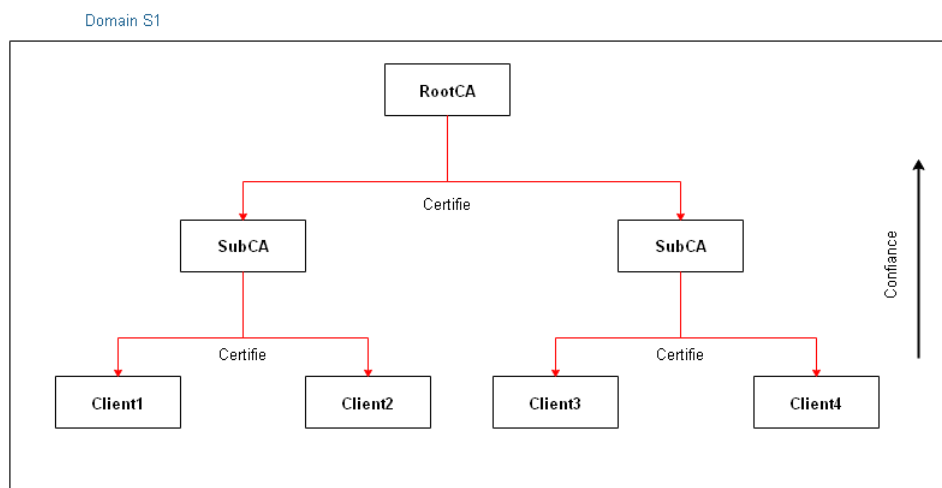 Domain S1
RootCA
Certifie
SubCA
SubCA
Confiance
Certifie
Certifie
Client1
Client2
Client3
Client4